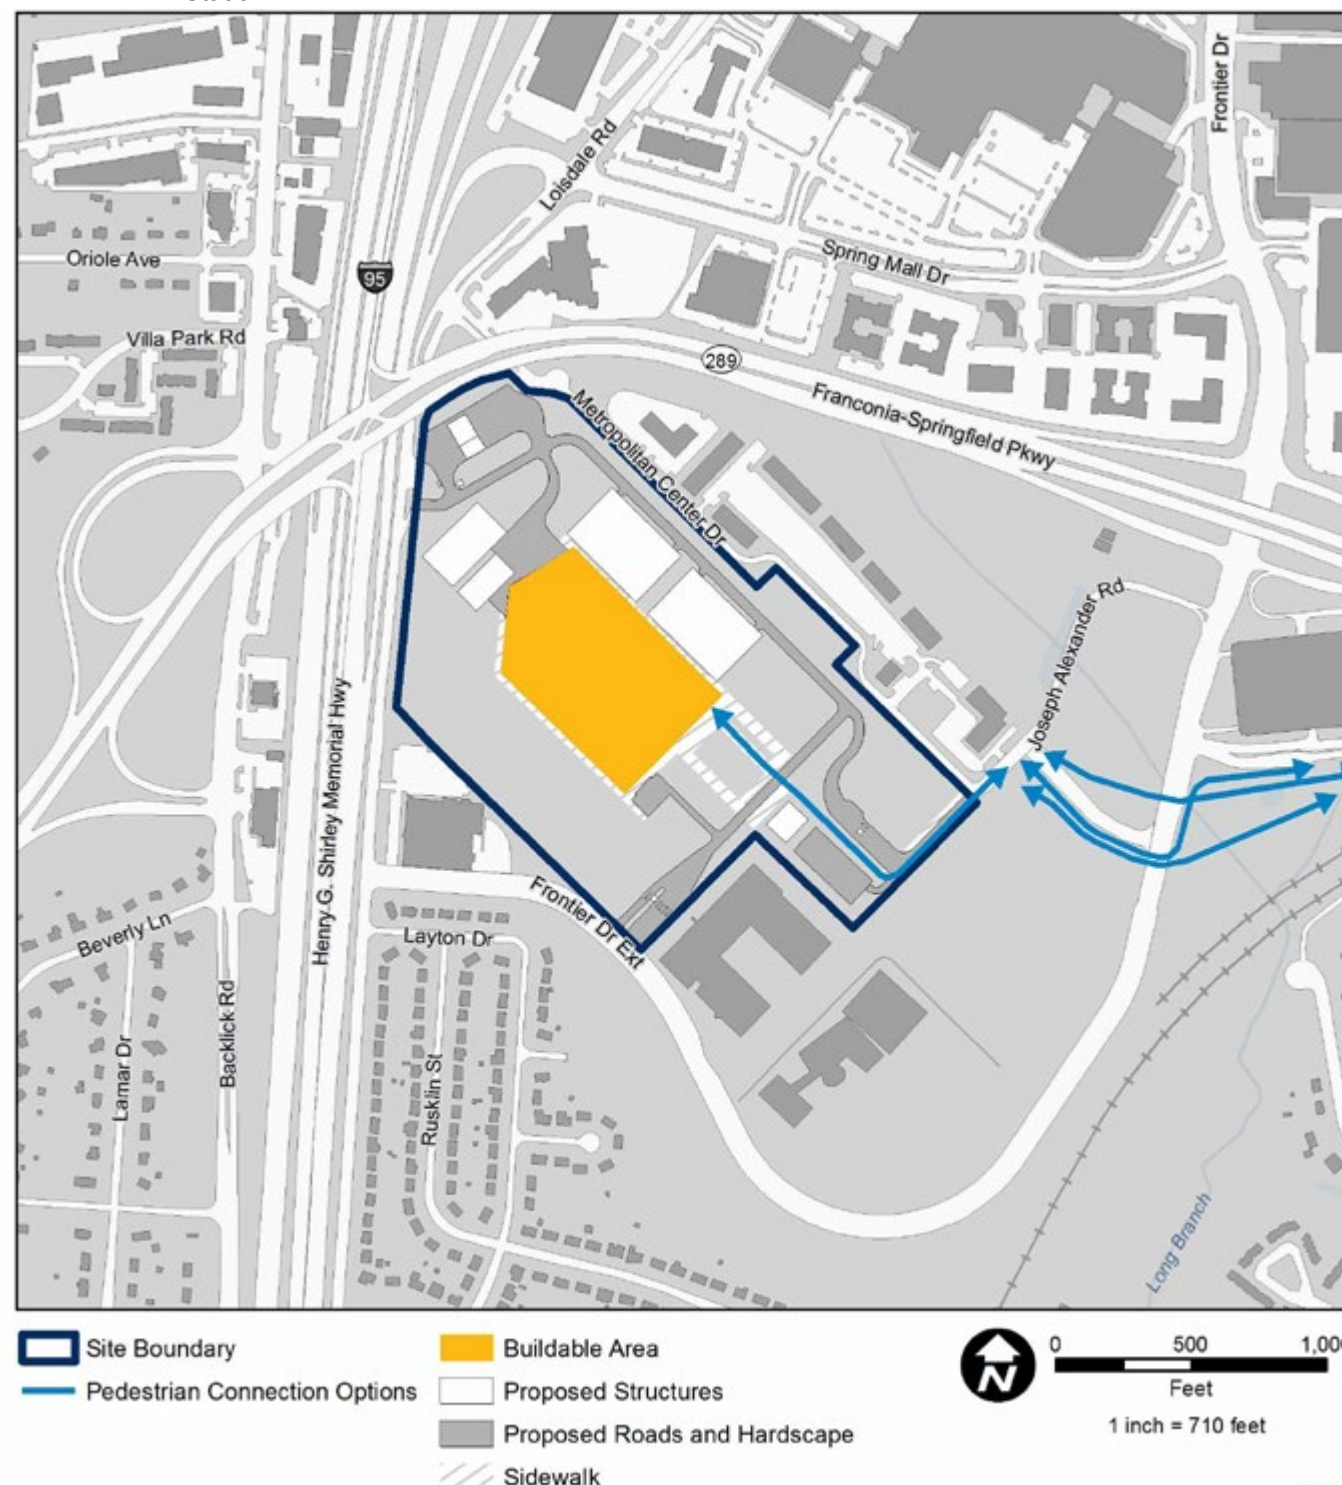 Frontier Dr
Loisdale Rd
Oriole Ave
Spring Mall Dr
95
Villa Park Rd
289
Metropolitan Center Dr
Franconia-Springfield Pkwy
Joseph Alexander Rd
Henry G. Shirley Memorial Hwy
Frontier Dr Ext
Beverly Ln
Layton Dr
Backlick Rd
Lamar Dr
Rusklin St
Long Branch
Site Boundary
Pedestrian Connection Options
Buildable Area
Proposed Structures
Proposed Roads and Hardscape
Sidewalk
N
0 500 1,00
Feet
1 inch = 710 feet